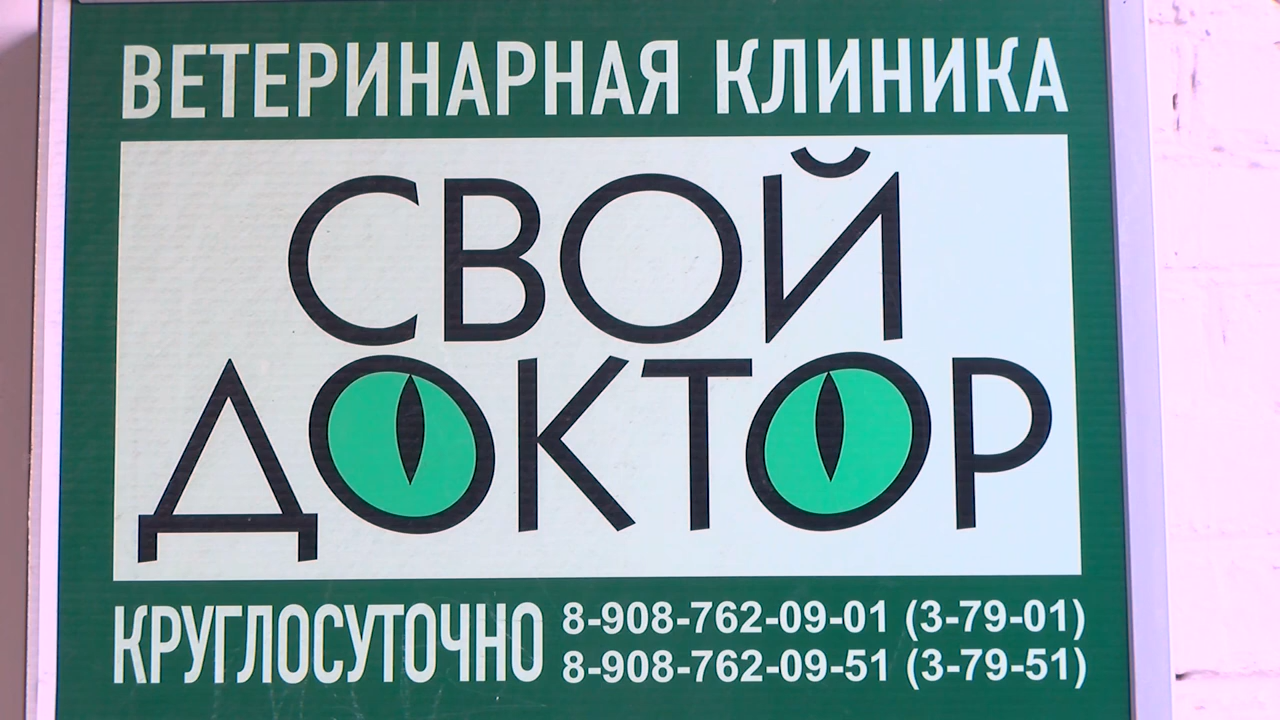 ВЕТЕРИНАРНАЯ КЛИНИКА
СВОЙ
ДОКТОР
КРУГЛОСУТОЧНО
8-908-762-09-01 (3-79-01)
8-908-762-09-51 (3-79-51)